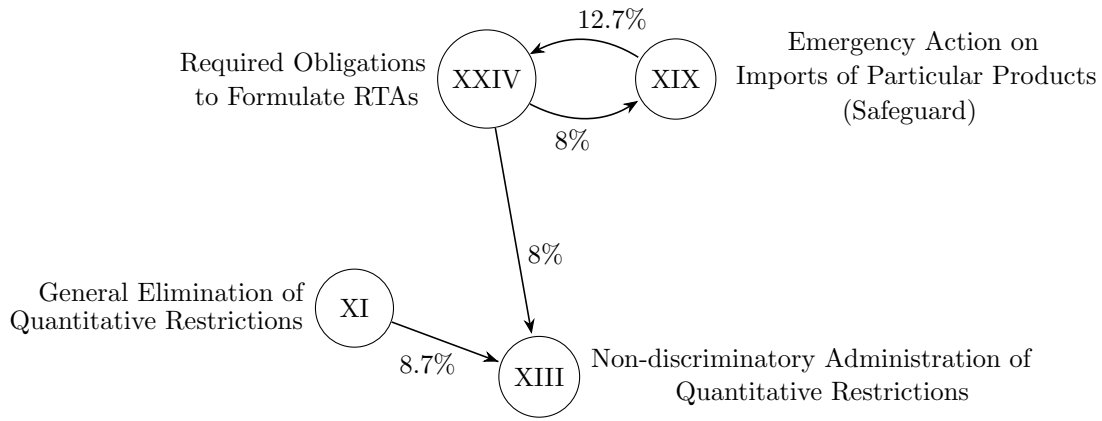 12.7%
Required Obligations
to Formulate RTAs
XXIV
XIX
Emergency Action on
Imports of Particular Products
(Safeguard)
8%
8%
General Elimination of
Quantitative Restrictions
XI
8.7%
XIII
Non-discriminatory Administration of
Quantitative Restrictions